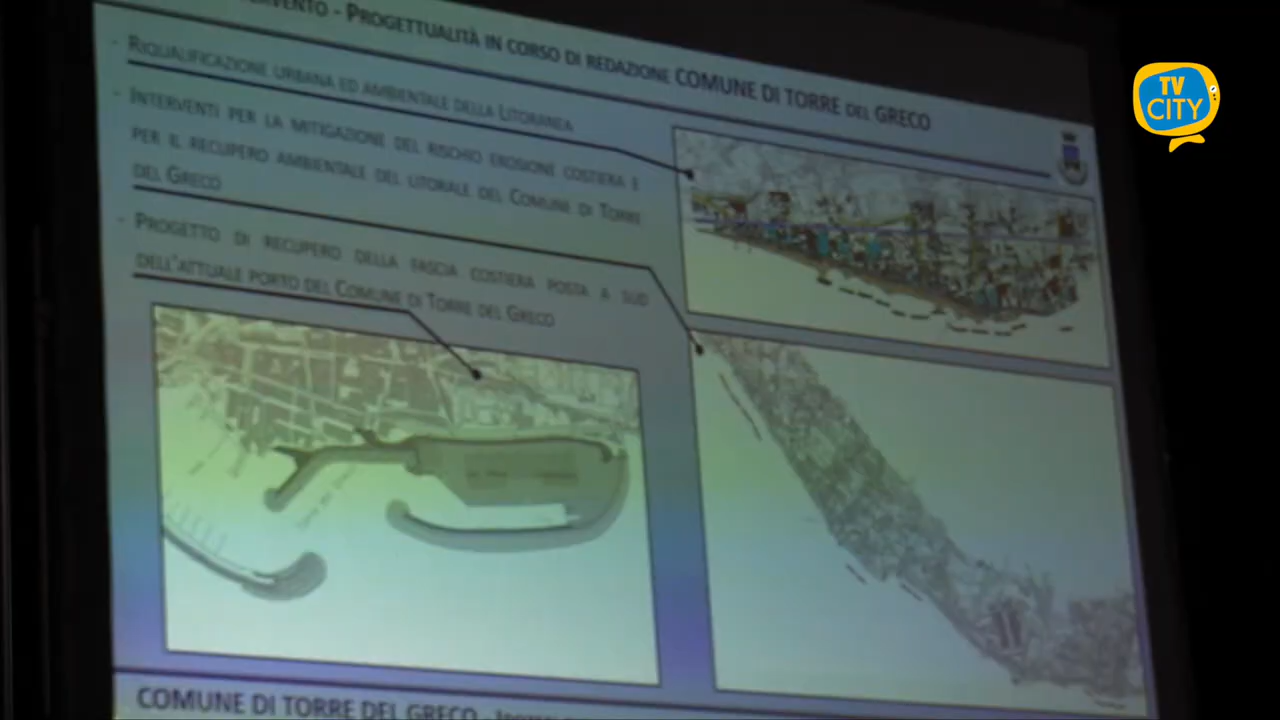 - PROGETTUALITÀ IN CORSO DI REDAZIONE COMUNE DI TORRE DEL GRECO
- RIQUALIFICAZIONE URBANA ED AMBIENTALE DELLA LITORANEA
- INTERVENTI PER LA MITIGAZIONE DEL RISCHIO EROSIONE COSTIERA E
PER IL RECUPERO AMBIENTALE DEL LITORALE DEL COMUNE DI TORRE
DEL GRECO
- PROGETTO DI RECUPERO DELLA FASCIA COSTIERA POSTA A SUD
DELL'ATTUALE PORTO DEL COMUNE DI TORRE DEL GRECO
COMUNE DI TORRE DEL GRECO -
TV
CITY